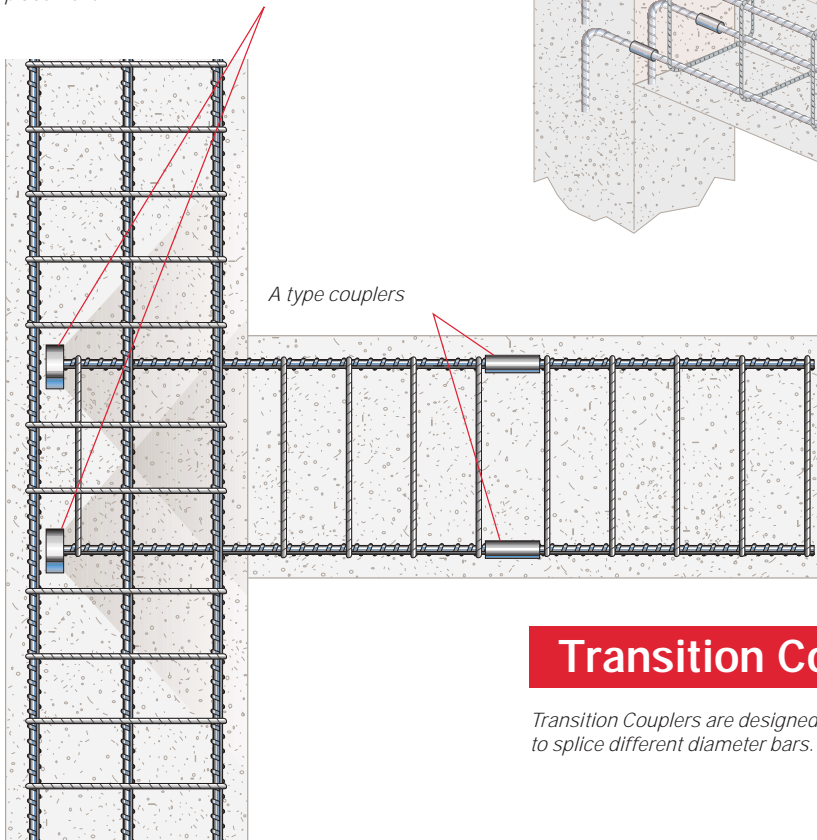 A type couplers
Transition Co
Transition Couplers are designed
to splice different diameter bars.